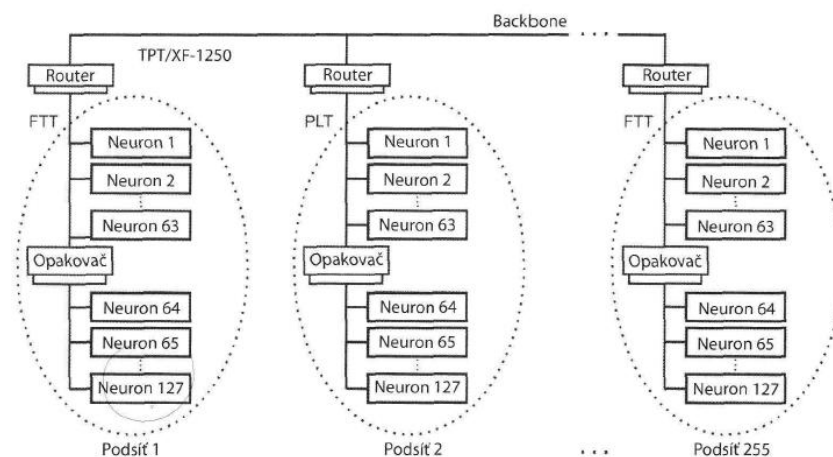 Backbone
TPT/XF-1250
Router Router Router
FTT PLT FTT
Neuron 1 Neuron 1 Neuron 1
Neuron 2 Neuron 2 Neuron 2
Neuron 63 Neuron 63 Neuron 63
Opakovač Opakovač Opakovač
Neuron 64 Neuron 64 Neuron 64
Neuron 65 Neuron 65 Neuron 65
Neuron 127 Neuron 127 Neuron 127
Podsíť 1 Podsíť 2 ... Podsíť 255